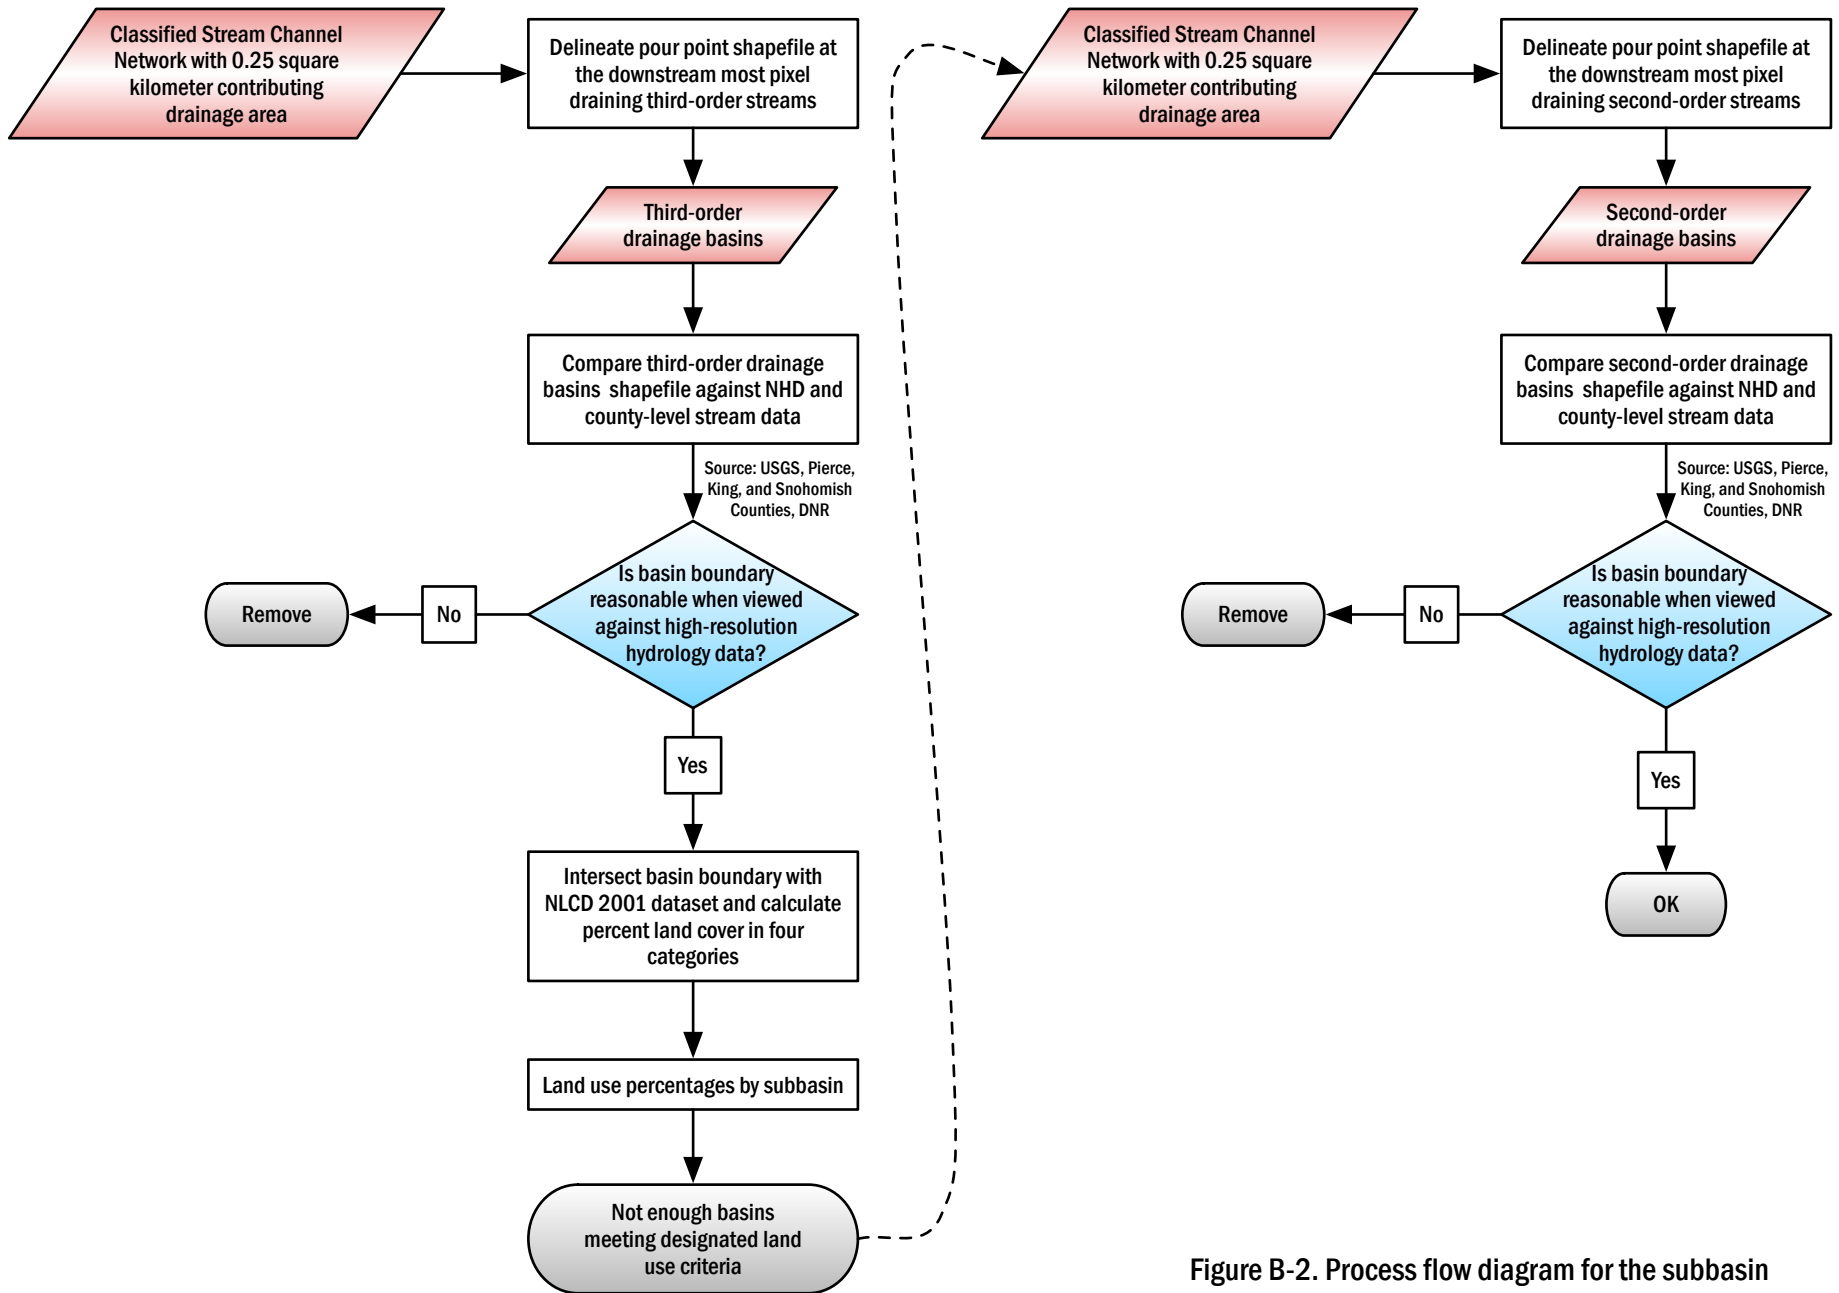 Classified Stream Channel
Network with 0.25 square
kilometer contributing
drainage area
Delineate pour point shapefile at
the downstream most pixel
draining third-order streams
Third-order
drainage basins
Compare third-order drainage
basins shapefile against NHD and
county-level stream data
Source: USGS, Pierce,
King, and Snohomish
Counties, DNR
Is basin boundary
reasonable when viewed
against high-resolution
hydrology data?
No
Remove
Yes
Intersect basin boundary with
NLCD 2001 dataset and calculate
percent land cover in four
categories
Land use percentages by subbasin
Not enough basins
meeting designated land
use criteria
Classified Stream Channel
Network with 0.25 square
kilometer contributing
drainage area
Delineate pour point shapefile at
the downstream most pixel
draining second-order streams
Second-order
drainage basins
Compare second-order drainage
basins shapefile against NHD and
county-level stream data
Source: USGS, Pierce,
King, and Snohomish
Counties, DNR
Is basin boundary
reasonable when viewed
against high-resolution
hydrology data?
No
Remove
Yes
OK
Figure B-2. Process flow diagram for the subbasin